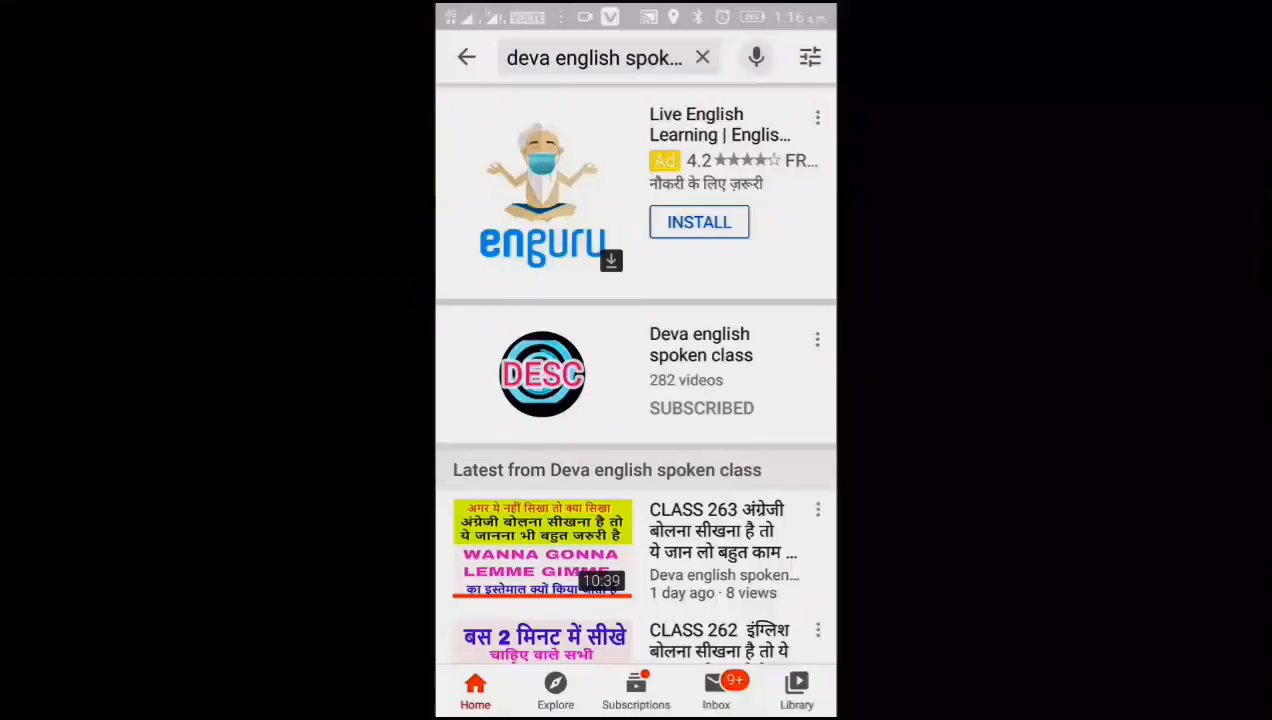 VoLTE
26%
1.16 a.m.
deva english spok...
Live English
Learning | Englis...
Ad 4.2 FR...
नौकरी के लिए ज़रूरी
INSTALL
enguru
Deva english
spoken class
282 videos
SUBSCRIBED
DESC
Latest from Deva english spoken class
अगर ये नहीं सिखा तो क्या सिखा
अंग्रेजी बोलना सीखना है तो
ये जानना भी बहुत जरुरी है
WANNA GONNA
LEMME GIMME
10:39
का इस्तेमाल क्यों किया जाता है
CLASS 263 अंग्रेजी
बोलना सीखना है तो
ये जान लो बहुत काम ...
Deva english spoken...
1 day ago · 8 views
बस 2 मिनट में सीखे
चाहिए वाले सभी
CLASS 262 इंग्लिश
बोलना सीखना है तो ये
9+
Home
Explore
Subscriptions
Inbox
Library